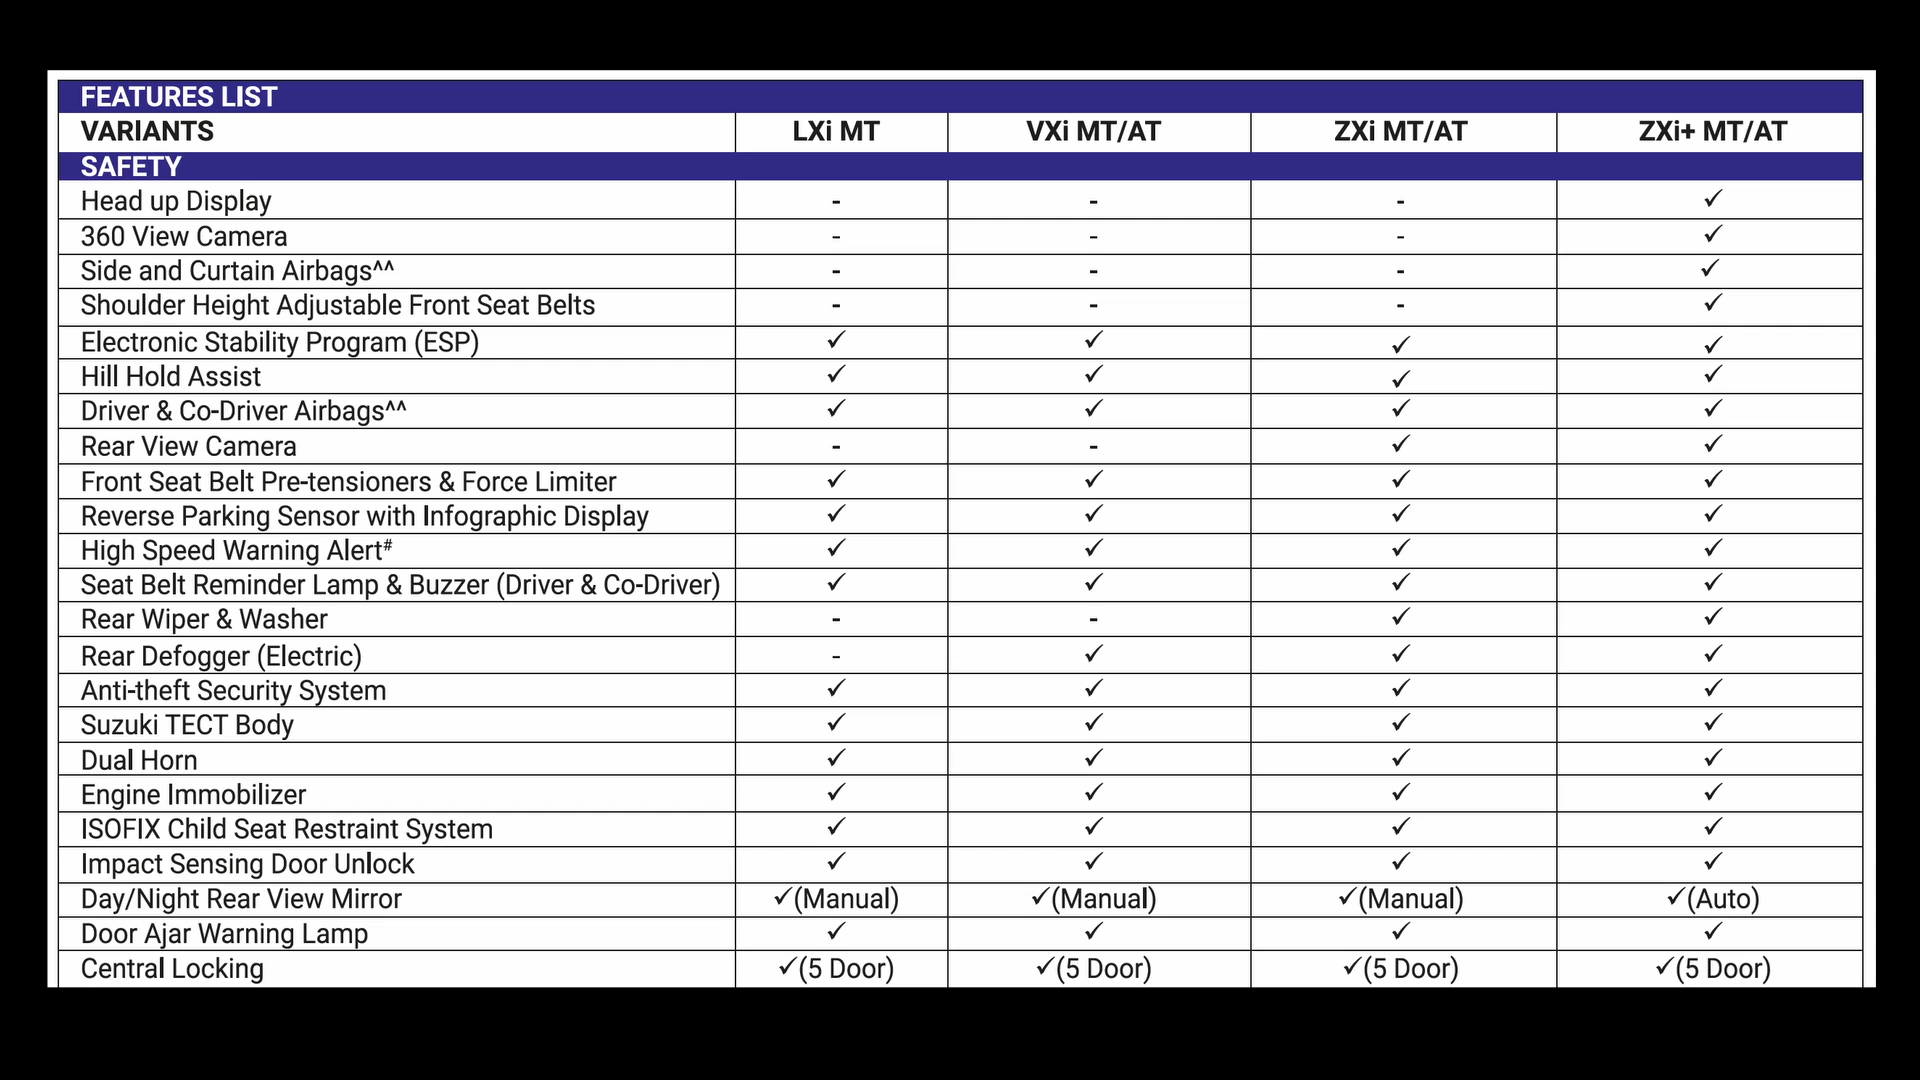 FEATURES LIST
VARIANTS LXi MT VXi MT/AT ZXi MT/AT ZXi+ MT/AT
SAFETY
Head up Display - - - ✓
360 View Camera - - - ✓
Side and Curtain Airbags^^ - - - ✓
Shoulder Height Adjustable Front Seat Belts - - - ✓
Electronic Stability Program (ESP) ✓ ✓ ✓ ✓
Hill Hold Assist ✓ ✓ ✓ ✓
Driver & Co-Driver Airbags^^ ✓ ✓ ✓ ✓
Rear View Camera - - ✓ ✓
Front Seat Belt Pre-tensioners & Force Limiter ✓ ✓ ✓ ✓
Reverse Parking Sensor with Infographic Display ✓ ✓ ✓ ✓
High Speed Warning Alert# ✓ ✓ ✓ ✓
Seat Belt Reminder Lamp & Buzzer (Driver & Co-Driver) ✓ ✓ ✓ ✓
Rear Wiper & Washer - - ✓ ✓
Rear Defogger (Electric) - ✓ ✓ ✓
Anti-theft Security System ✓ ✓ ✓ ✓
Suzuki TECT Body ✓ ✓ ✓ ✓
Dual Horn ✓ ✓ ✓ ✓
Engine Immobilizer ✓ ✓ ✓ ✓
ISOFIX Child Seat Restraint System ✓ ✓ ✓ ✓
Impact Sensing Door Unlock ✓ ✓ ✓ ✓
Day/Night Rear View Mirror ✓(Manual) ✓(Manual) ✓(Manual) ✓(Auto)
Door Ajar Warning Lamp ✓ ✓ ✓ ✓
Central Locking ✓(5 Door) ✓(5 Door) ✓(5 Door) ✓(5 Door)